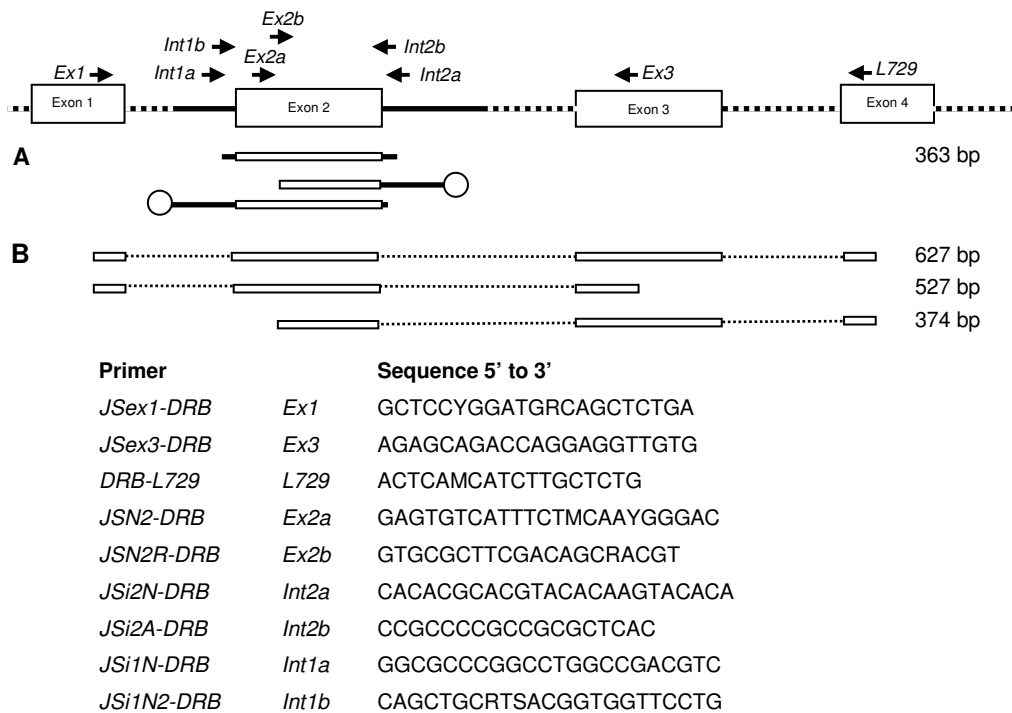 Ex2b
Int1b Int2b
Ex2a
Ex1 Int1a Int2a Ex3 L729
Exon 1 Exon 2 Exon 3 Exon 4
A 363 bp
B 627 bp
527 bp
374 bp
Primer Sequence 5’ to 3’
JSex1-DRB Ex1 GCTCCYGGATGRCAGCTCTGA
JSex3-DRB Ex3 AGAGCAGACCAGGAGGTTGTG
DRB-L729 L729 ACTCAMCATCTTGCTCTG
JSN2-DRB Ex2a GAGTGTCATTTCTMCAAYGGGAC
JSN2R-DRB Ex2b GTGCGCTTCGACAGCRACGT
JSi2N-DRB Int2a CACACGCACGTACACAAGTACACA
JSi2A-DRB Int2b CCGCCCCGCCGCGCTCAC
JSi1N-DRB Int1a GGCGCCCGGCCTGGCCGACGTC
JSi1N2-DRB Int1b CAGCTGCRTSACGGTGGTTCCTG